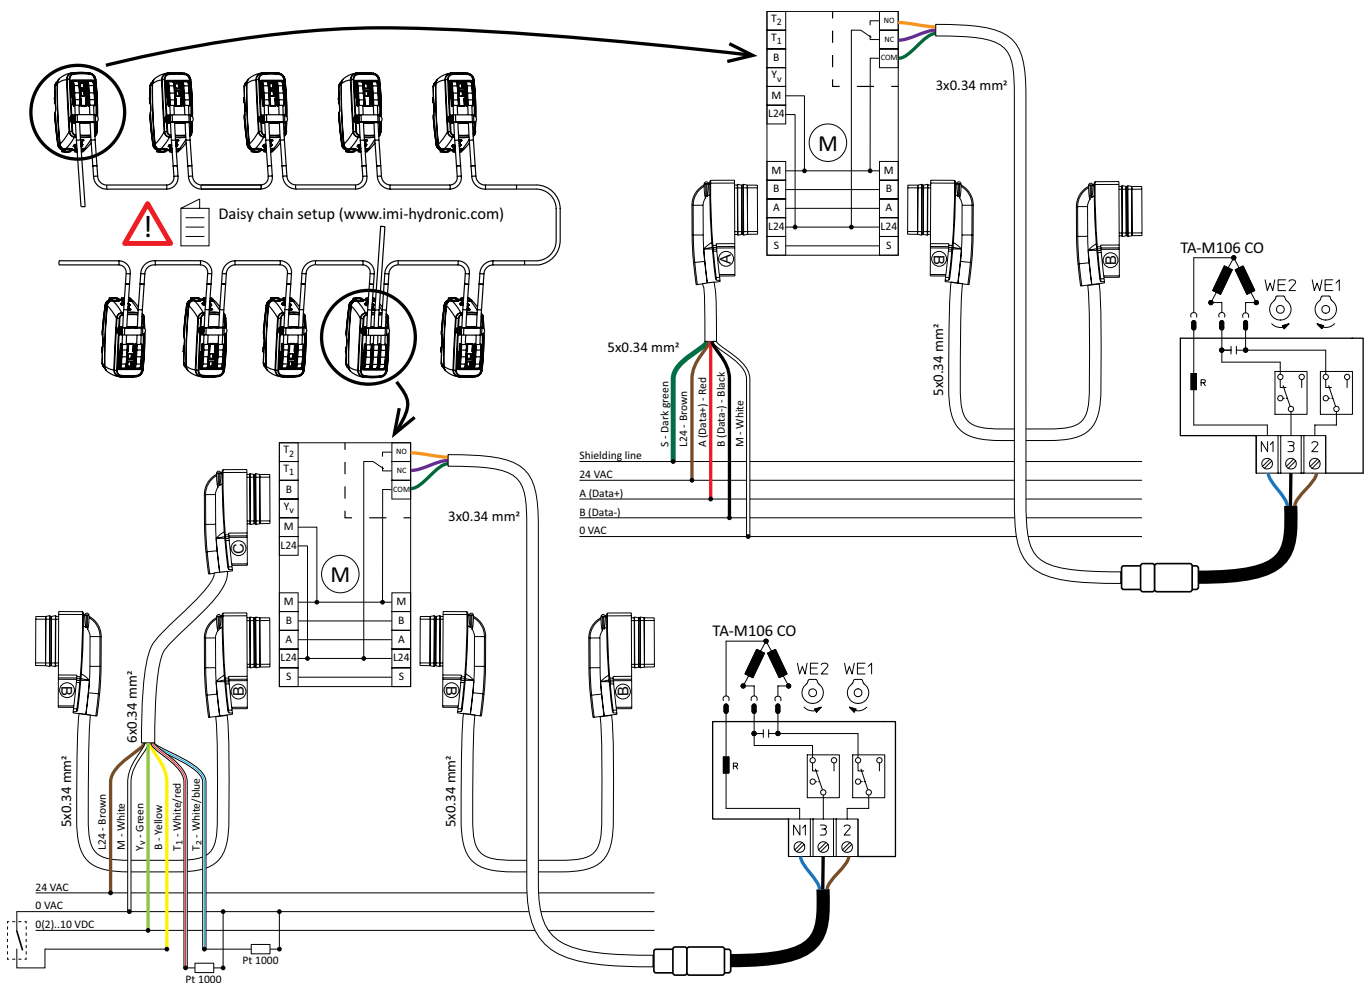 T2
T1
B
Yv
M
L24
NO
NC
COM
3x0.34 mm²
M
M
B
A
L24
S
M
B
A
L24
S
! Daisy chain setup (www.imi-hydronic.com)
A
B
B
5x0.34 mm²
5x0.34 mm²
S - Dark green
L24 - Brown
A (Data+) - Red
B (Data-) - Black
M - White
Shielding line
24 VAC
A (Data+)
B (Data-)
0 VAC
TA-M106 CO
WE2 WE1
R
N1 3 2
T2
T1
B
Yv
M
L24
NO
NC
COM
3x0.34 mm²
M
M
B
A
L24
S
M
B
A
L24
S
C
B
B
B
B
6x0.34 mm²
5x0.34 mm²
5x0.34 mm²
L24 - Brown
M - White
Yv - Green
B - Yellow
T1 - White/red
T2 - White/blue
24 VAC
0 VAC
0(2)..10 VDC
Pt 1000
Pt 1000
TA-M106 CO
WE2 WE1
R
N1 3 2